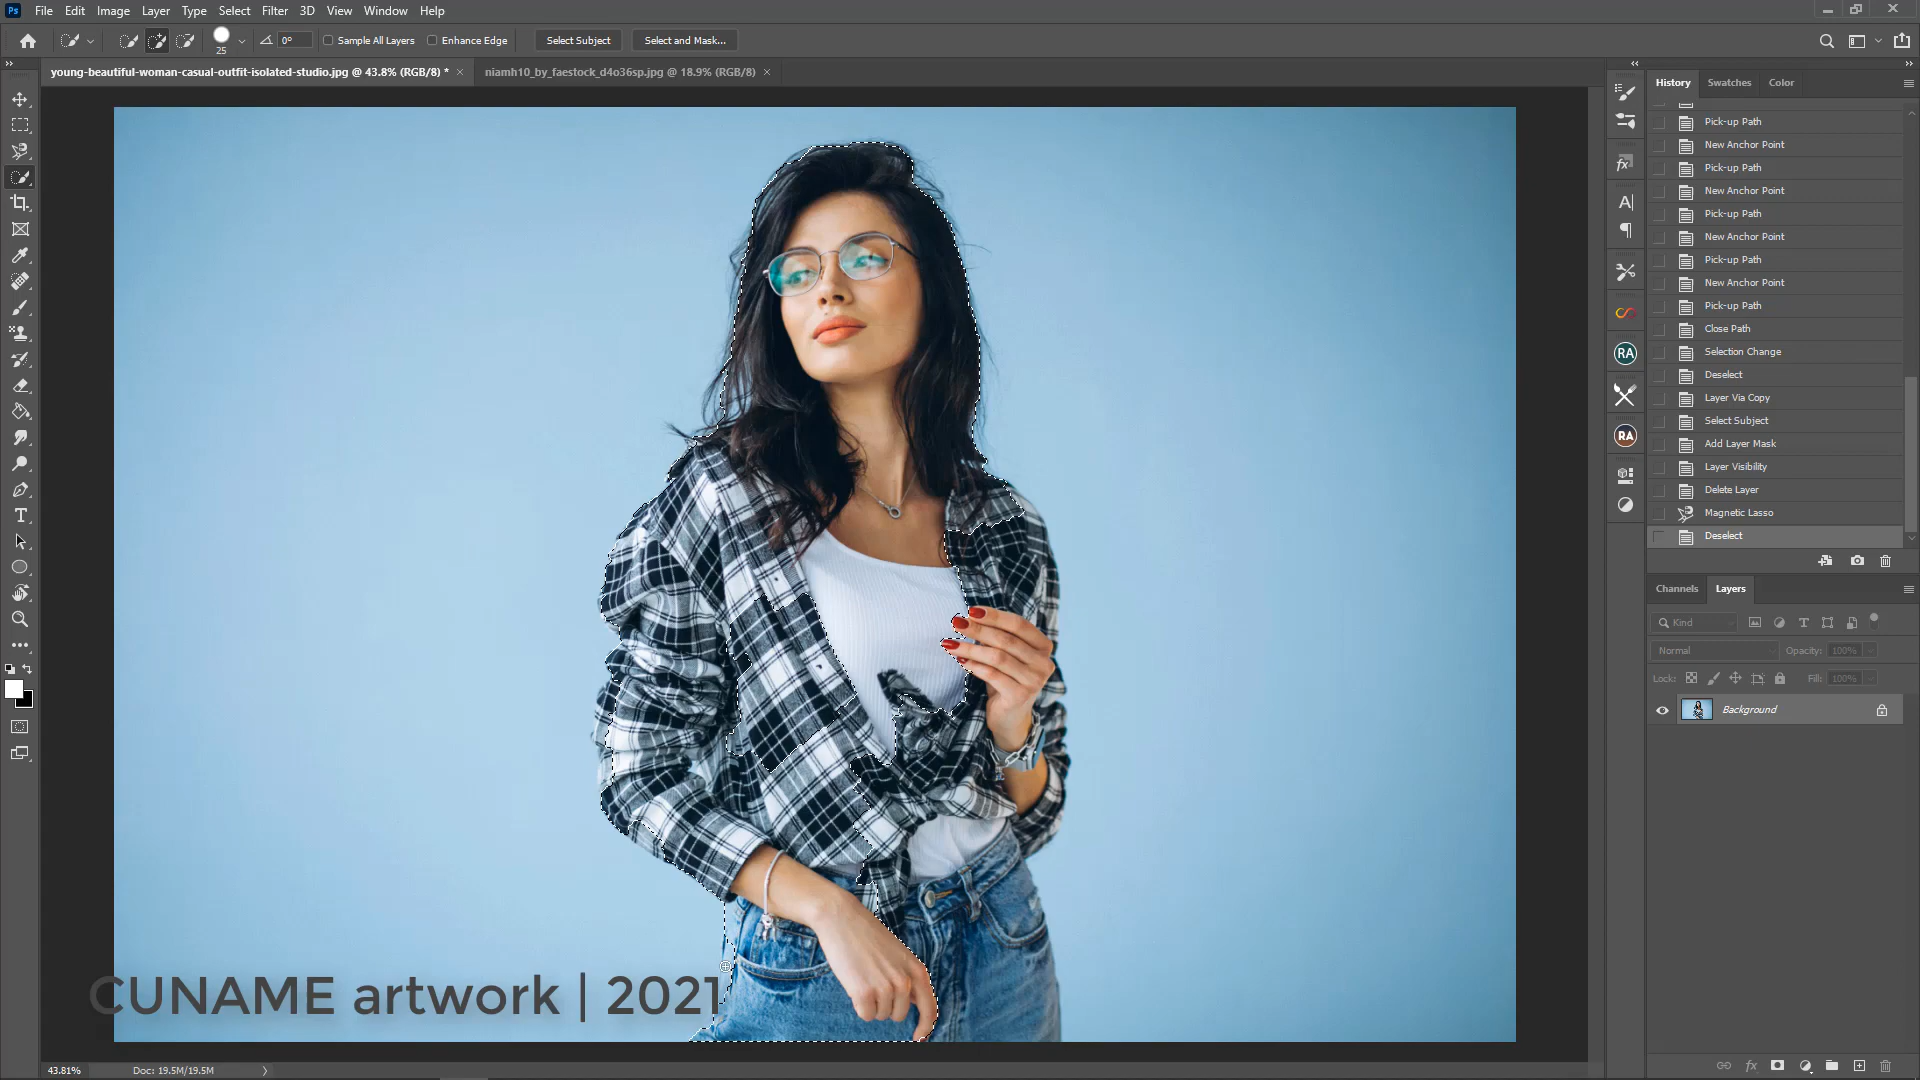 Ps File Edit Image Layer Type Select Filter 3D View Window Help
25 0° Sample All Layers Enhance Edge Select Subject Select and Mask...
young-beautiful-woman-casual-outfit-isolated-studio.jpg @ 43.8% (RGB/8) * × niamh10_by_faestock_d4o36sp.jpg @ 18.9% (RGB/8) ×
History Swatches Color
Pick-up Path
New Anchor Point
Pick-up Path
New Anchor Point
Pick-up Path
New Anchor Point
Pick-up Path
New Anchor Point
Pick-up Path
Close Path
Selection Change
Deselect
Layer Via Copy
Select Subject
Add Layer Mask
Layer Visibility
Delete Layer
Magnetic Lasso
Deselect
RA
RA
Channels Layers
Kind
Normal Opacity: 100%
Lock: Fill: 100%
Background
CUNAME artwork | 2021
43.81% Doc: 19.5M/19.5M